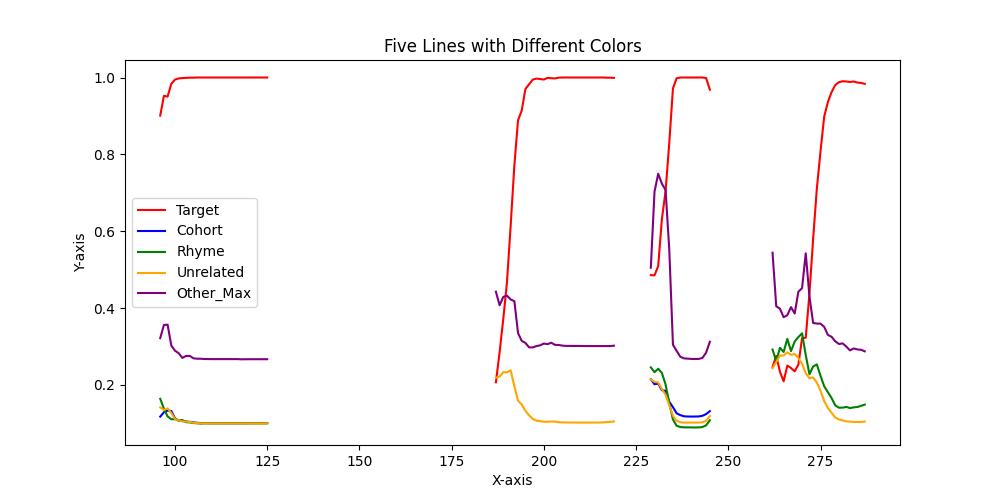 Five Lines with Different Colors
1.0
0.8
0.6
0.4
0.2
Y-axis
Target
Cohort
Rhyme
Unrelated
Other_Max
100
125
150
175
200
225
250
275
X-axis